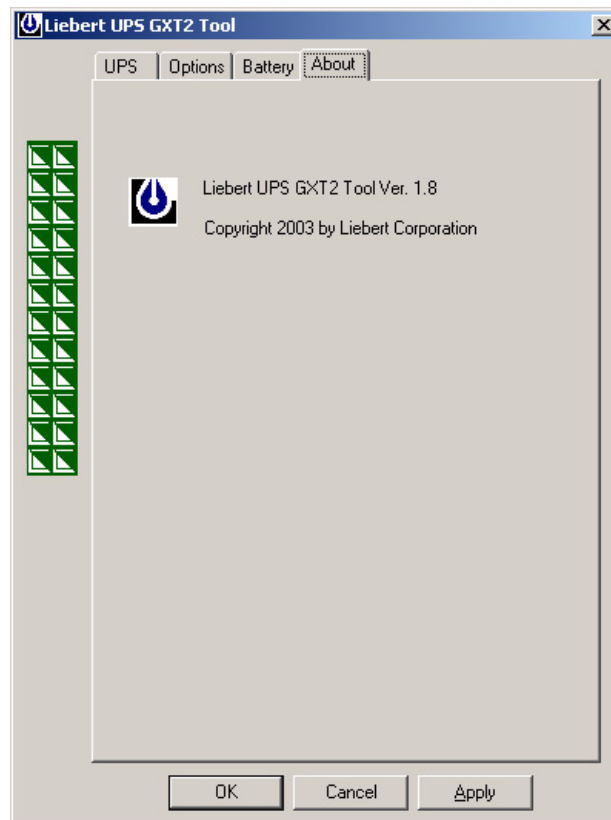 Liebert UPS GXT2 Tool
UPS Options Battery About
Liebert UPS GXT2 Tool Ver. 1.8
Copyright 2003 by Liebert Corporation
OK Cancel Apply